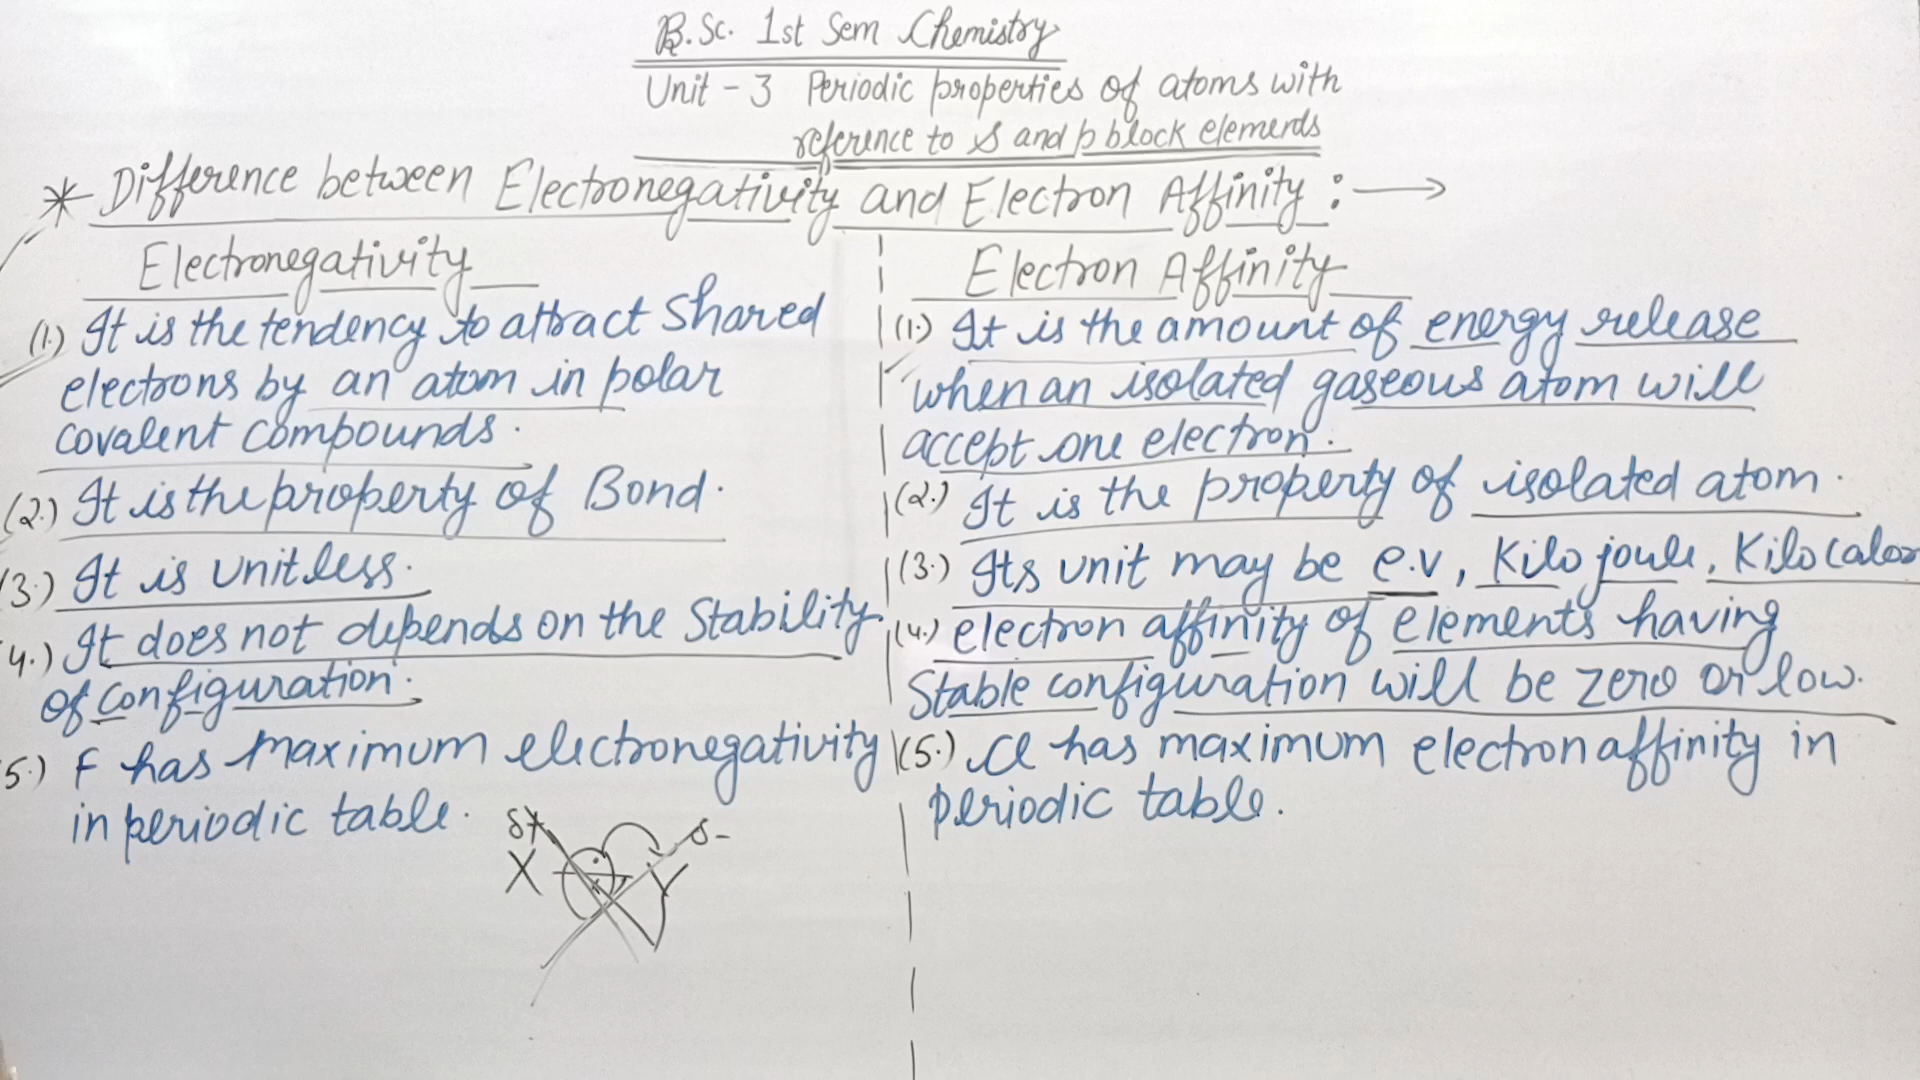 B.Sc. 1st Sem Chemistry
Unit - 3 Periodic properties of atoms with
reference to s and p block elements
* Difference between Electronegativity and Electron Affinity :→
Electronegativity
(1.) It is the tendency to attract shared
electrons by an atom in polar
covalent compounds.
(2.) It is the property of Bond.
(3.) It is unitless.
4.) It does not depends on the Stability
of configuration.
5.) F has maximum electronegativity
in periodic table.
δ+ δ-
X Y
Electron Affinity
(1.) It is the amount of energy release
when an isolated gaseous atom will
accept one electron.
(2.) It is the property of isolated atom.
(3.) Its unit may be e.v, Kilo joule, Kilo calor
(4.) electron affinity of elements having
Stable configuration will be zero or low.
(5.) Cl has maximum electron affinity in
periodic table.